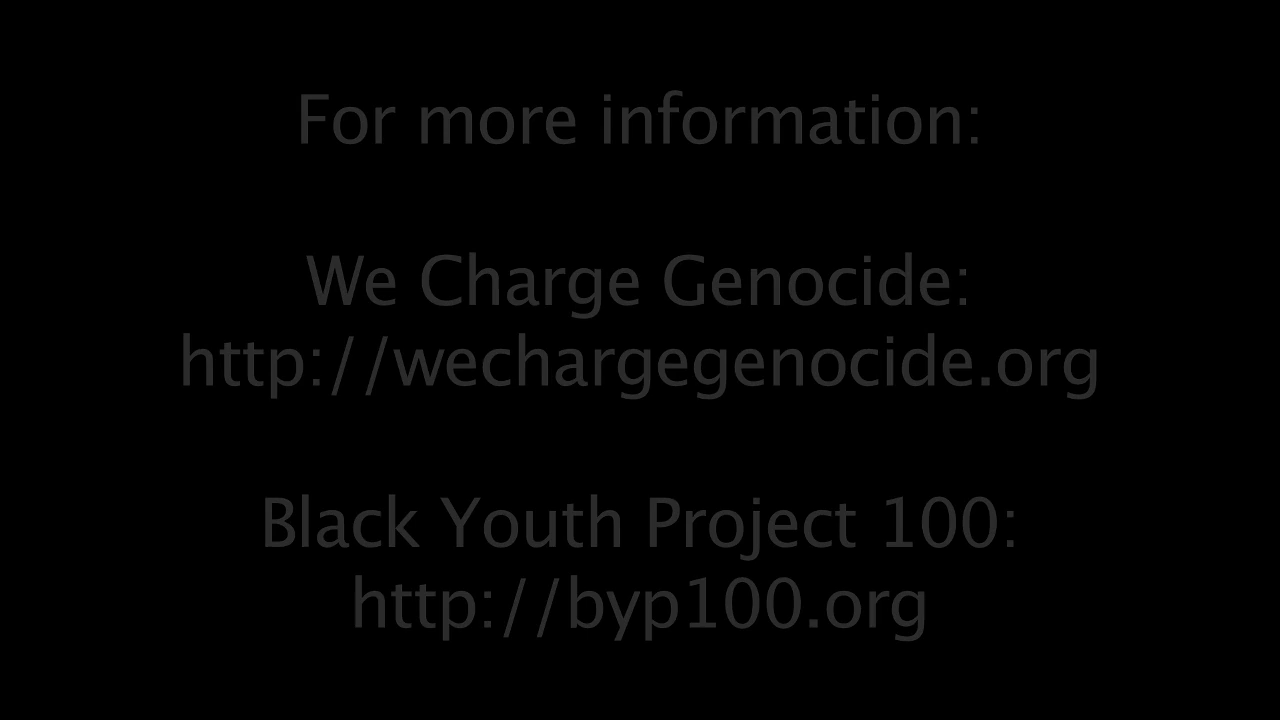 For more information:
We Charge Genocide:
http://wechargegenocide.org
Black Youth Project 100:
http://byp100.org